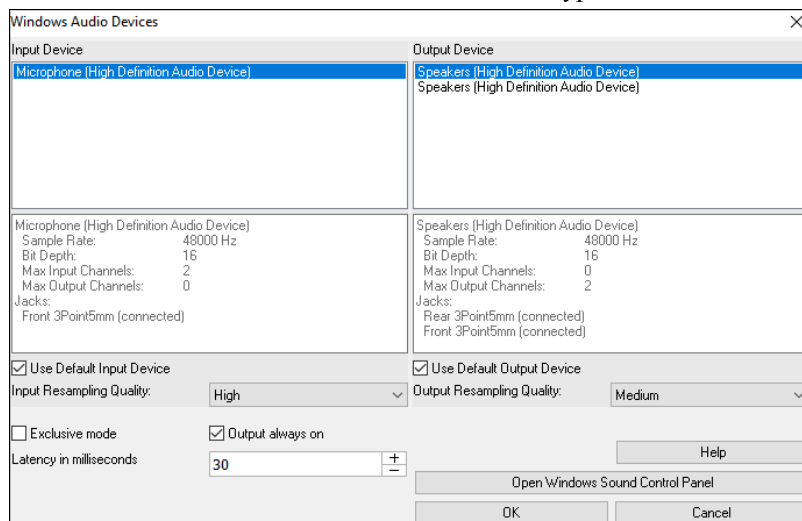 Windows Audio Devices
Input Device
Output Device
Microphone (High Definition Audio Device)
Speakers (High Definition Audio Device)
Speakers (High Definition Audio Device)
Microphone (High Definition Audio Device)
Sample Rate: 48000 Hz
Bit Depth: 16
Max Input Channels: 2
Max Output Channels: 0
Jacks:
Front 3Point5mm (connected)
Speakers (High Definition Audio Device)
Sample Rate: 48000 Hz
Bit Depth: 16
Max Input Channels: 0
Max Output Channels: 2
Jacks:
Rear 3Point5mm (connected)
Front 3Point5mm (connected)
Use Default Input Device
Use Default Output Device
Input Resampling Quality: High
Output Resampling Quality: Medium
Exclusive mode
Output always on
Latency in milliseconds 30
Help
Open Windows Sound Control Panel
OK
Cancel